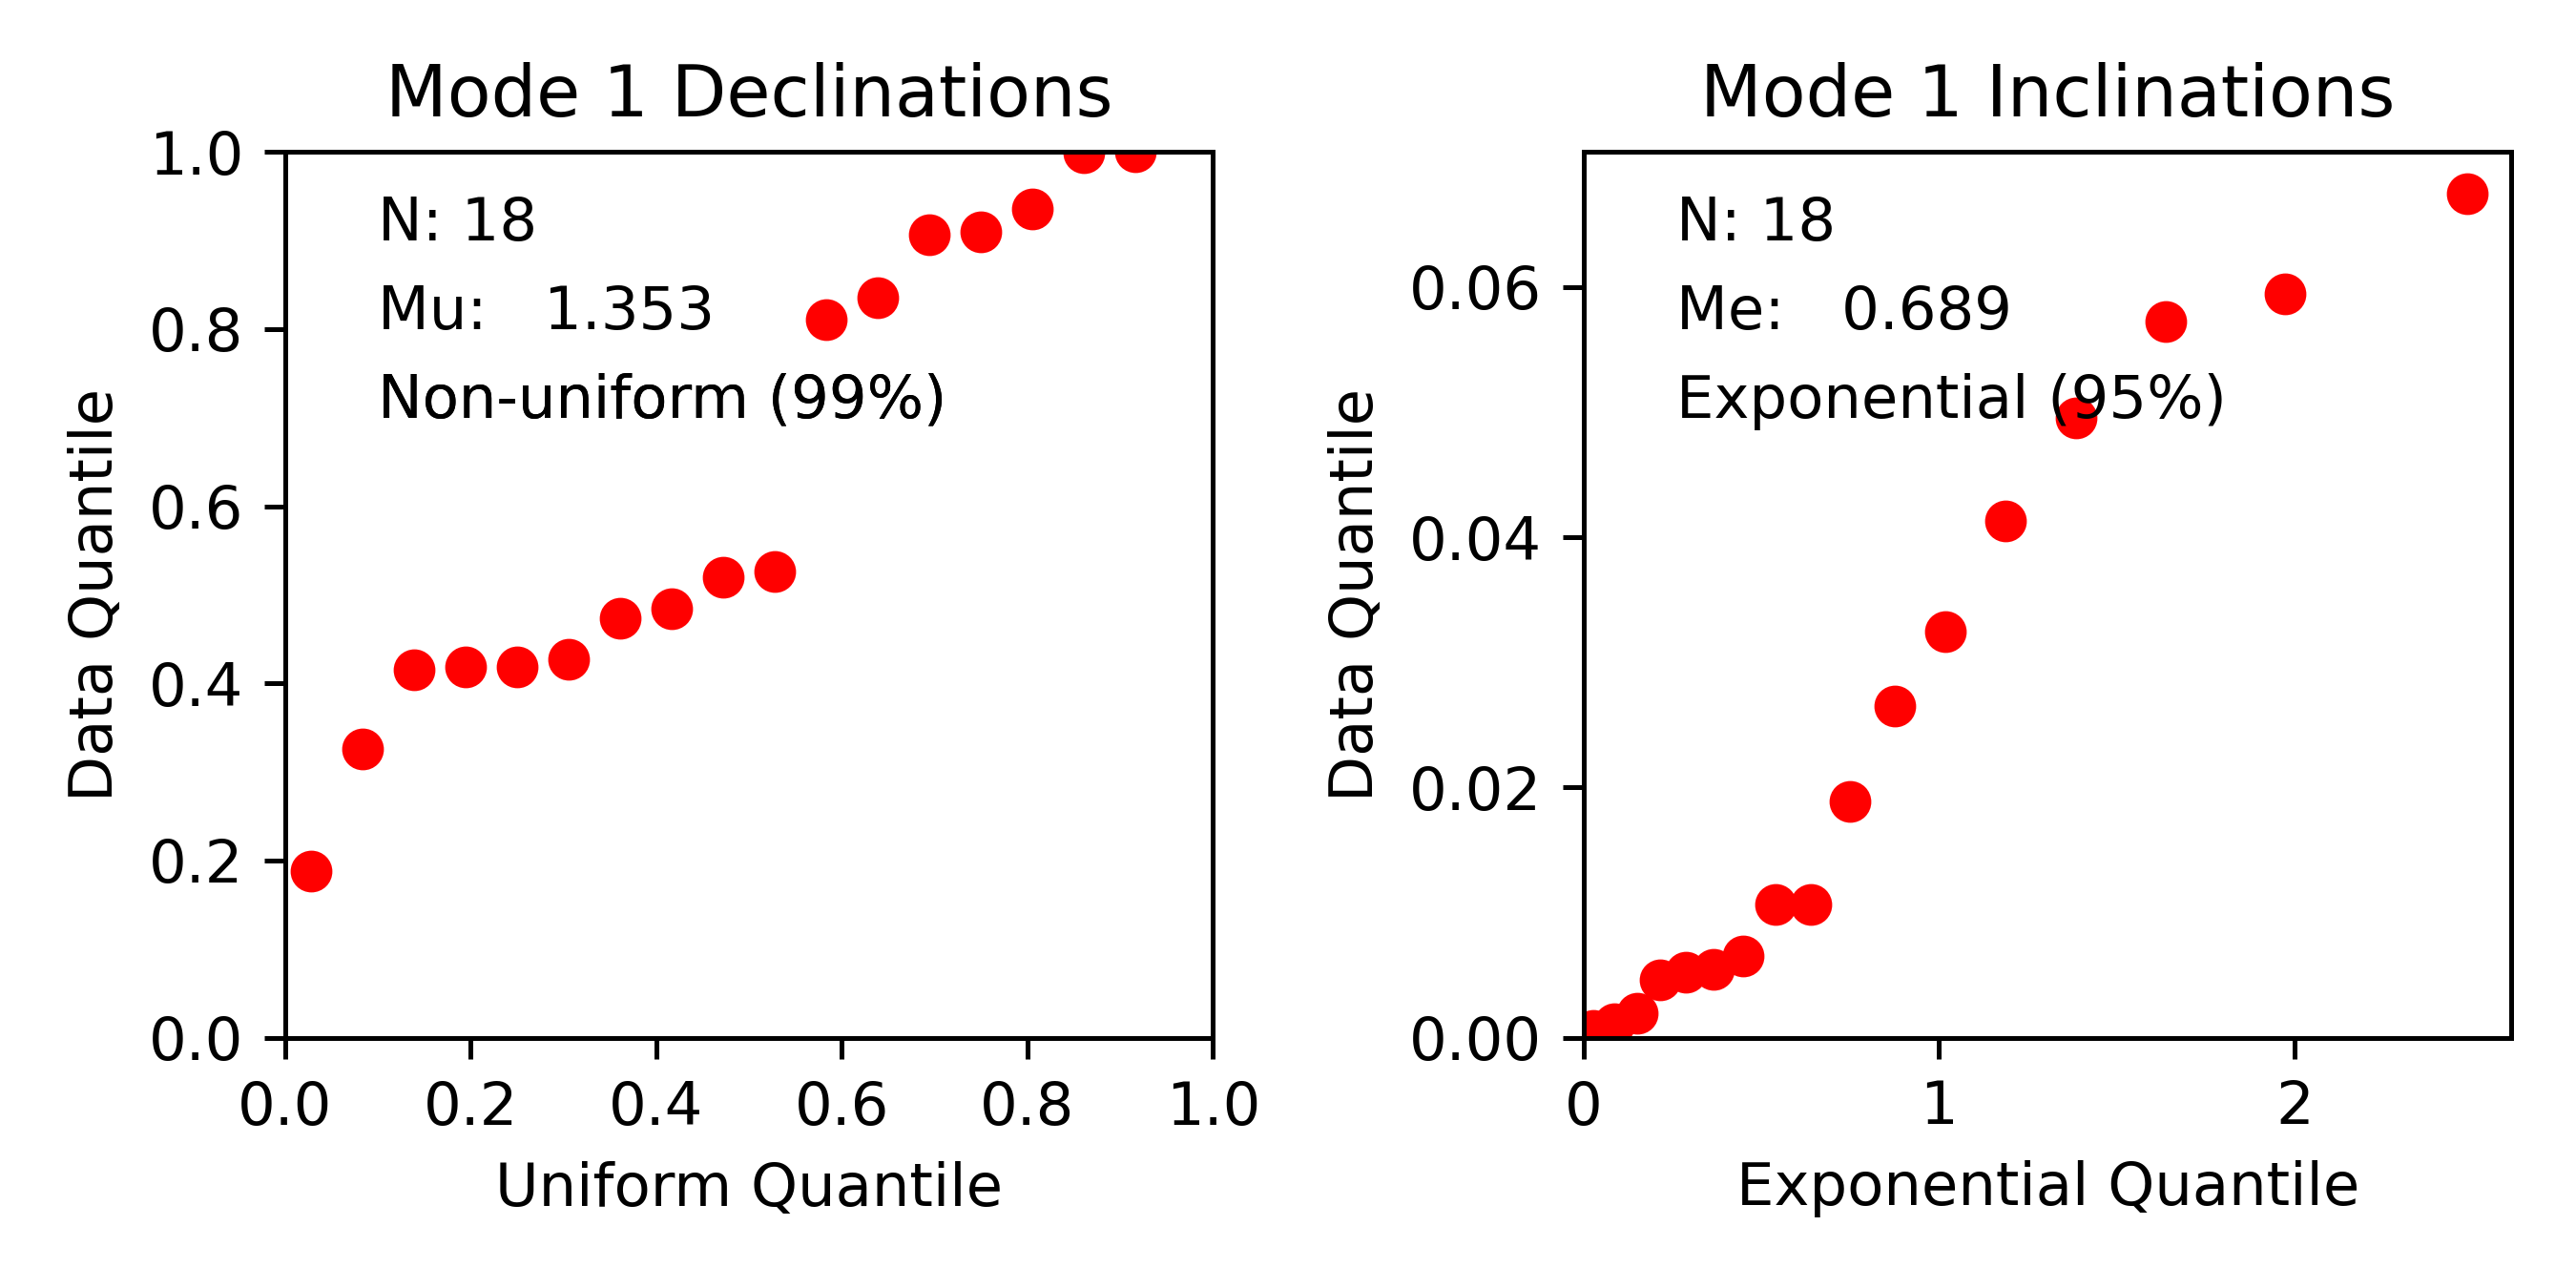 Mode 1 Declinations
1.0
0.8
0.6
0.4
0.2
0.0
Data Quantile
N: 18
Mu: 1.353
Non-uniform (99%)
0.0 0.2 0.4 0.6 0.8 1.0
Uniform Quantile
Mode 1 Inclinations
0.06
0.04
0.02
0.00
Data Quantile
N: 18
Me: 0.689
Exponential (95%)
0 1 2
Exponential Quantile